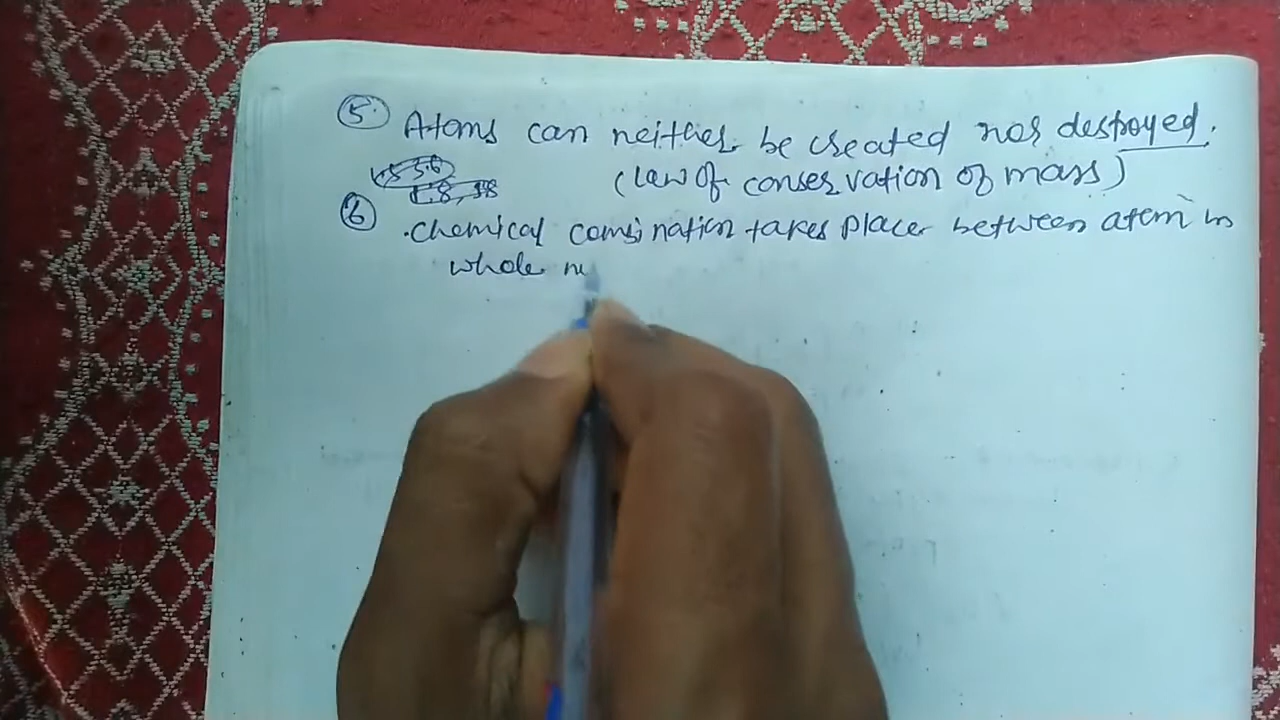 5. Atoms can neither be created nor destroyed.
(Law of conservation of mass)
6 .Chemical combination takes place between atom in
whole n